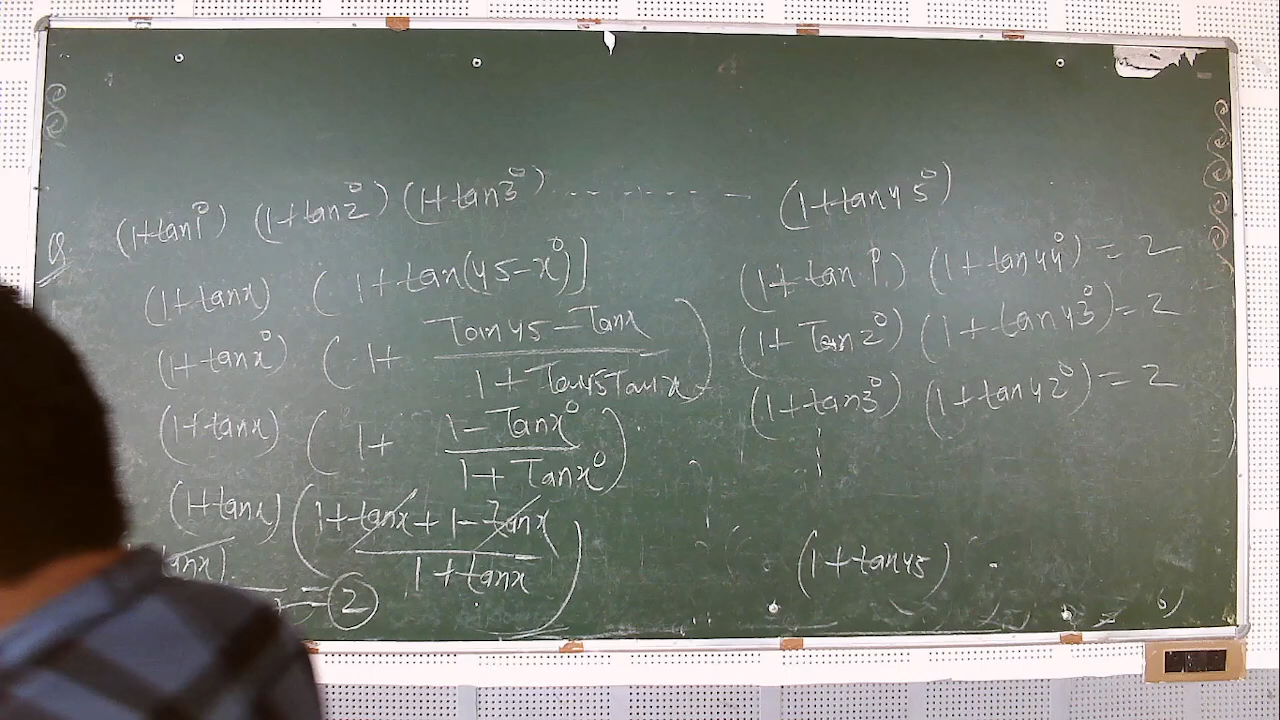 Q. (1+tan1°) (1+tan2°) (1+tan3°) ------- (1+tan45°)
(1+tanx) ( 1+tan(45-x°)]
(1+tanx°) ( 1+ Tan45-Tanx / 1+Tan45Tanx )
(1+tanx) ( 1+ 1-Tanx° / 1+Tanx° )
(1+tanx) ( 1+tanx+1-Tanx / 1+tanx )
tanx) = 2
(1+tan1°) (1+tan44°) = 2
(1+Tan2°) (1+tan43°) = 2
(1+tan3°) (1+tan42°) = 2
(1+tan45)